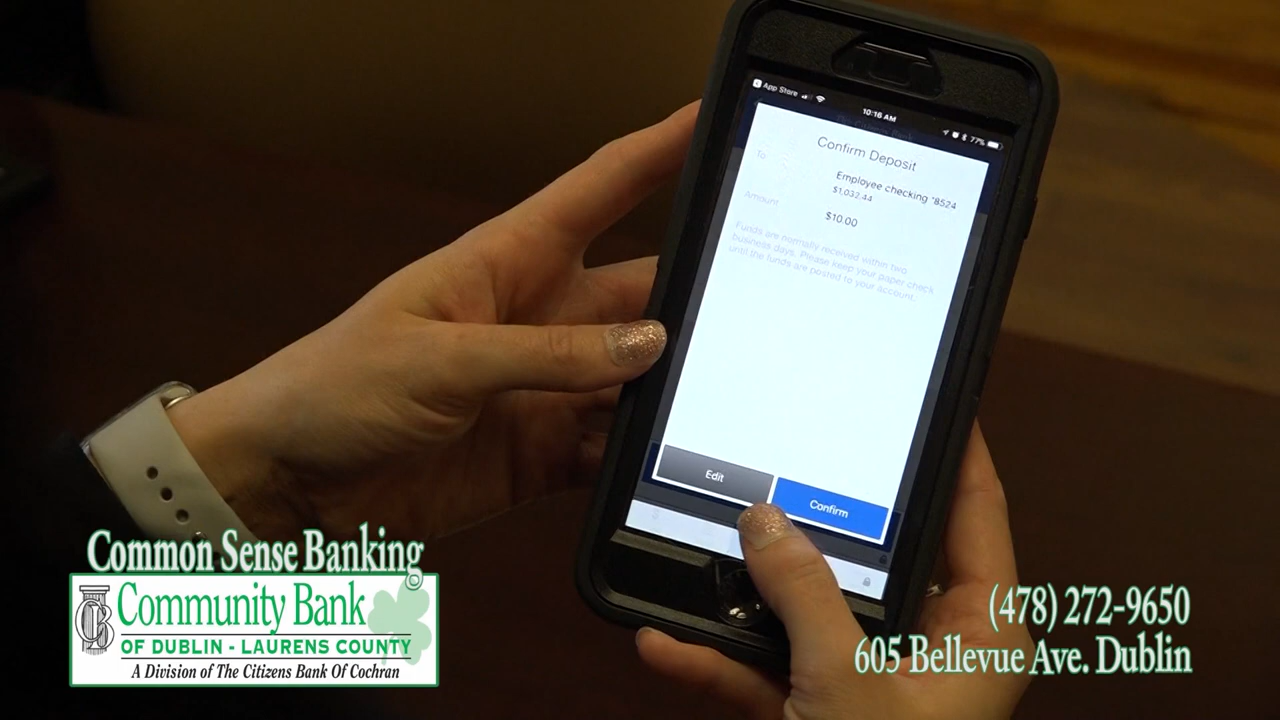 App Store
10:16 AM
77%
Confirm Deposit
To
Employee checking *8524
$1,032.44
Amount
$10.00
Funds are normally received within two
business days. Please keep your paper check
until the funds are posted to your account.
Edit
Confirm
Common Sense Banking
CB
Community Bank
OF DUBLIN - LAURENS COUNTY
A Division of The Citizens Bank Of Cochran
(478) 272-9650
605 Bellevue Ave. Dublin